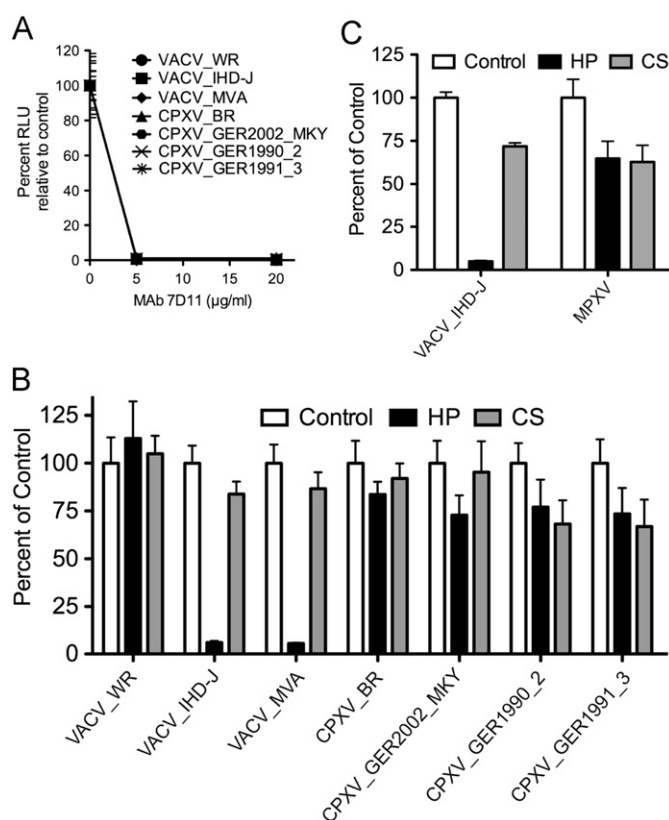 A
Percent RLU
relative to control
120
100
80
60
40
20
0
0 5 10 15 20
MAb 7D11 (µg/ml)
VACV_WR
VACV_IHD-J
VACV_MVA
CPXV_BR
CPXV_GER2002_MKY
CPXV_GER1990_2
CPXV_GER1991_3
C
Control HP CS
Percent of Control
125
100
75
50
25
0
VACV_IHD-J
MPXV
B
Control HP CS
Percent of Control
125
100
75
50
25
0
VACV_WR
VACV_IHD-J
VACV_MVA
CPXV_BR
CPXV_GER2002_MKY
CPXV_GER1990_2
CPXV_GER1991_3